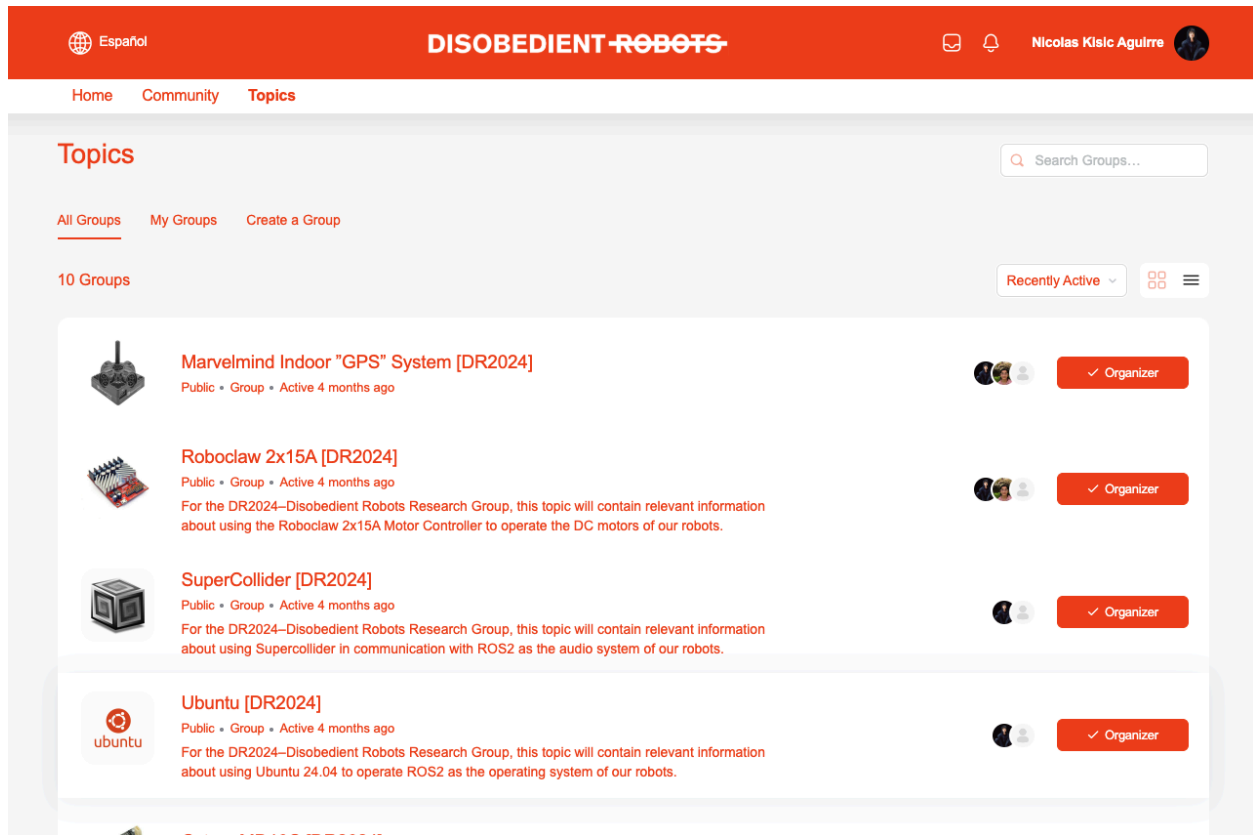 Español
DISOBEDIENT ROBOTS
Nicolas Kisic Aguirre
Home Community Topics
Topics
Search Groups...
All Groups My Groups Create a Group
10 Groups
Recently Active
Marvelmind Indoor ”GPS” System [DR2024]
Public • Group • Active 4 months ago
Organizer
Roboclaw 2x15A [DR2024]
Public • Group • Active 4 months ago
For the DR2024–Disobedient Robots Research Group, this topic will contain relevant information
about using the Roboclaw 2x15A Motor Controller to operate the DC motors of our robots.
Organizer
SuperCollider [DR2024]
Public • Group • Active 4 months ago
For the DR2024–Disobedient Robots Research Group, this topic will contain relevant information
about using Supercollider in communication with ROS2 as the audio system of our robots.
Organizer
ubuntu
Ubuntu [DR2024]
Public • Group • Active 4 months ago
For the DR2024–Disobedient Robots Research Group, this topic will contain relevant information
about using Ubuntu 24.04 to operate ROS2 as the operating system of our robots.
Organizer